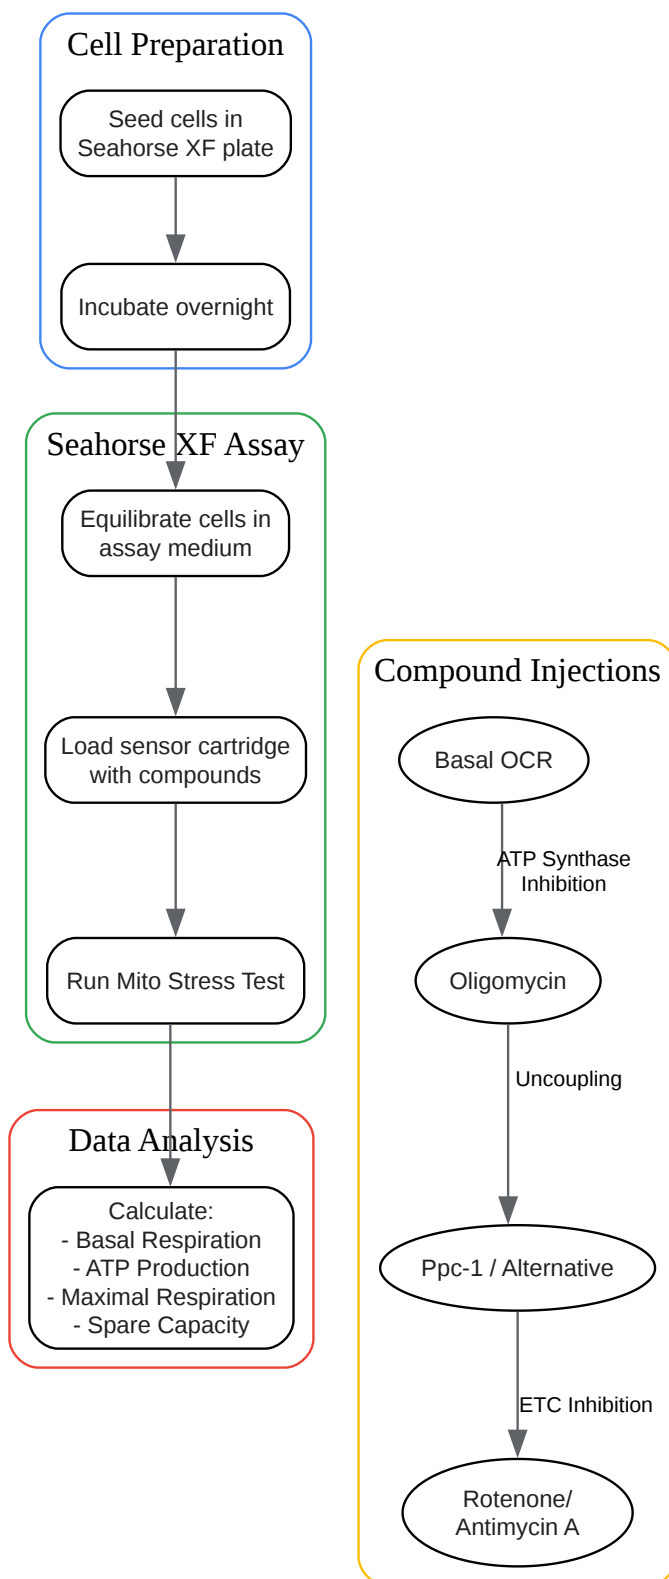 Cell Preparation
Seed cells in
Seahorse XF plate
Incubate overnight
Seahorse XF Assay
Equilibrate cells in
assay medium
Load sensor cartridge
with compounds
Run Mito Stress Test
Data Analysis
Calculate:
- Basal Respiration
- ATP Production
- Maximal Respiration
- Spare Capacity
Compound Injections
Basal OCR
ATP Synthase
Inhibition
Oligomycin
Uncoupling
Ppc-1 / Alternative
ETC Inhibition
Rotenone/
Antimycin A